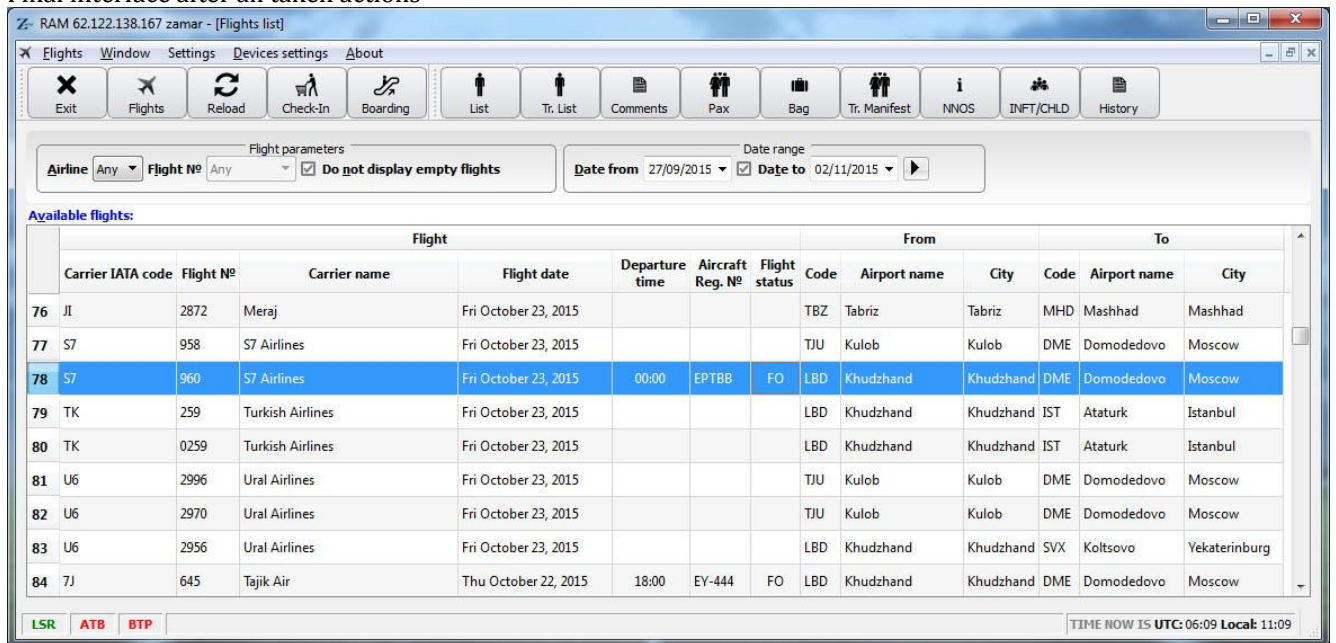 Final interface after all taken actions
RAM 62.122.138.167 zamar - [Flights list]
Flights Window Settings Devices settings About
Exit Flights Reload Check-In Boarding List Tr. List Comments Pax Bag Tr. Manifest NNOS INFT/CHLD History
Flight parameters Date range
Airline Any Flight Nº Any Do not display empty flights Date from 27/09/2015 Date to 02/11/2015
Available flights:
Flight From To
Carrier IATA code Flight Nº Carrier name Flight date Departure time Aircraft Reg. Nº Flight status Code Airport name City Code Airport name City
76 JI 2872 Meraj Fri October 23, 2015 TBZ Tabriz Tabriz MHD Mashhad Mashhad
77 S7 958 S7 Airlines Fri October 23, 2015 TJU Kulob Kulob DME Domodedovo Moscow
78 S7 960 S7 Airlines Fri October 23, 2015 00:00 EPTBB FO LBD Khudzhand Khudzhand DME Domodedovo Moscow
79 TK 259 Turkish Airlines Fri October 23, 2015 LBD Khudzhand Khudzhand IST Ataturk Istanbul
80 TK 0259 Turkish Airlines Fri October 23, 2015 LBD Khudzhand Khudzhand IST Ataturk Istanbul
81 U6 2996 Ural Airlines Fri October 23, 2015 TJU Kulob Kulob DME Domodedovo Moscow
82 U6 2970 Ural Airlines Fri October 23, 2015 TJU Kulob Kulob DME Domodedovo Moscow
83 U6 2956 Ural Airlines Fri October 23, 2015 LBD Khudzhand Khudzhand SVX Koltsovo Yekaterinburg
84 7J 645 Tajik Air Thu October 22, 2015 18:00 EY-444 FO LBD Khudzhand Khudzhand DME Domodedovo Moscow
LSR ATB BTP TIME NOW IS UTC: 06:09 Local: 11:09